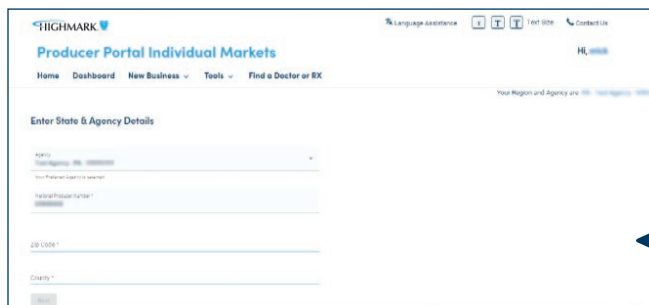 HIGHMARK
Language Assistance T T T Text Size Contact Us
Producer Portal Individual Markets
Hi,
Home Dashboard New Business Tools Find a Doctor or RX
Your Region and Agency are
Enter State & Agency Details
Agency
Your Preferred Agency is selected
National Producer Number *
Zip Code *
County *
Next